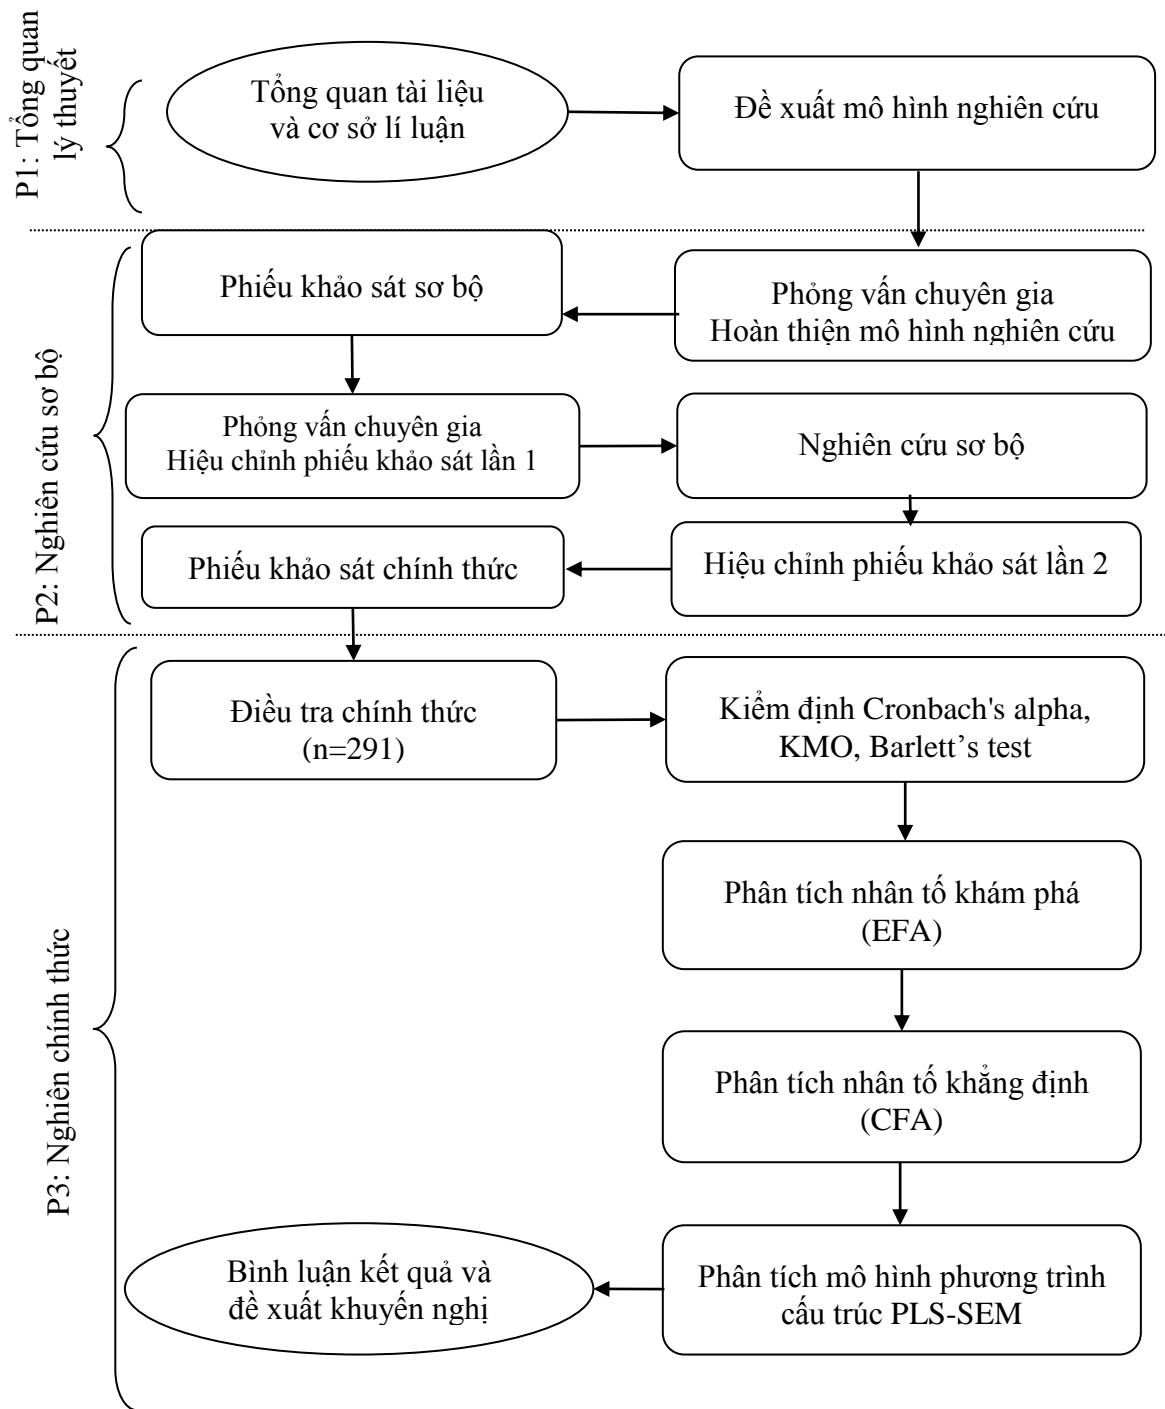 P1: Tổng quan
lý thuyết
Tổng quan tài liệu
và cơ sở lí luận
Đề xuất mô hình nghiên cứu
P2: Nghiên cứu sơ bộ
Phiếu khảo sát sơ bộ
Phỏng vấn chuyên gia
Hoàn thiện mô hình nghiên cứu
Phỏng vấn chuyên gia
Hiệu chỉnh phiếu khảo sát lần 1
Nghiên cứu sơ bộ
Phiếu khảo sát chính thức
Hiệu chỉnh phiếu khảo sát lần 2
P3: Nghiên chính thức
Điều tra chính thức
(n=291)
Kiểm định Cronbach's alpha,
KMO, Barlett’s test
Phân tích nhân tố khám phá
(EFA)
Phân tích nhân tố khẳng định
(CFA)
Bình luận kết quả và
đề xuất khuyến nghị
Phân tích mô hình phương trình
cấu trúc PLS-SEM